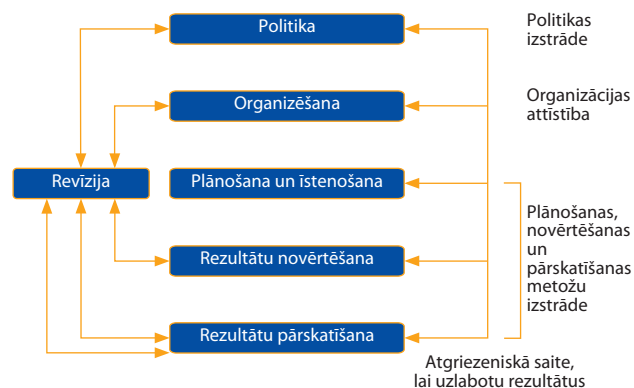 Politika
Politikas
izstrāde
Organizēšana
Organizācijas
attīstība
Revīzija
Plānošana un īstenošana
Plānošanas,
novērtēšanas
un
pārskatīšanas
metožu
izstrāde
Rezultātu novērtēšana
Rezultātu pārskatīšana
Atgriezeniskā saite,
lai uzlabotu rezultātus